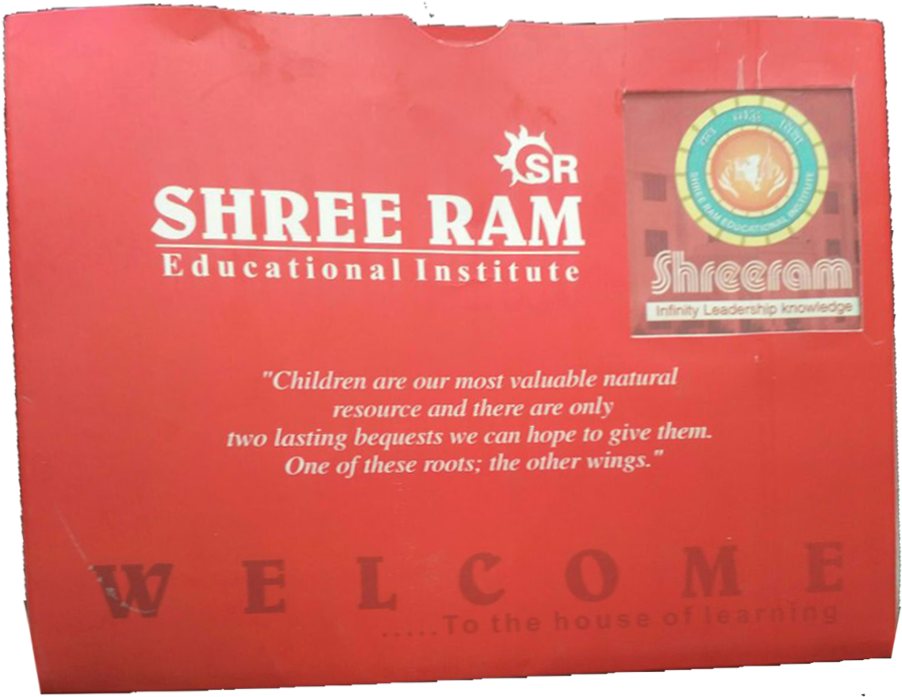 SR
SHREE RAM
Educational Institute
SHREE RAM EDUCATIONAL INSTITUTE
Shreeram
Infinity Leadership knowledge
"Children are our most valuable natural
resource and there are only
two lasting bequests we can hope to give them.
One of these roots; the other wings."
WELCOME
.....To the house of learning